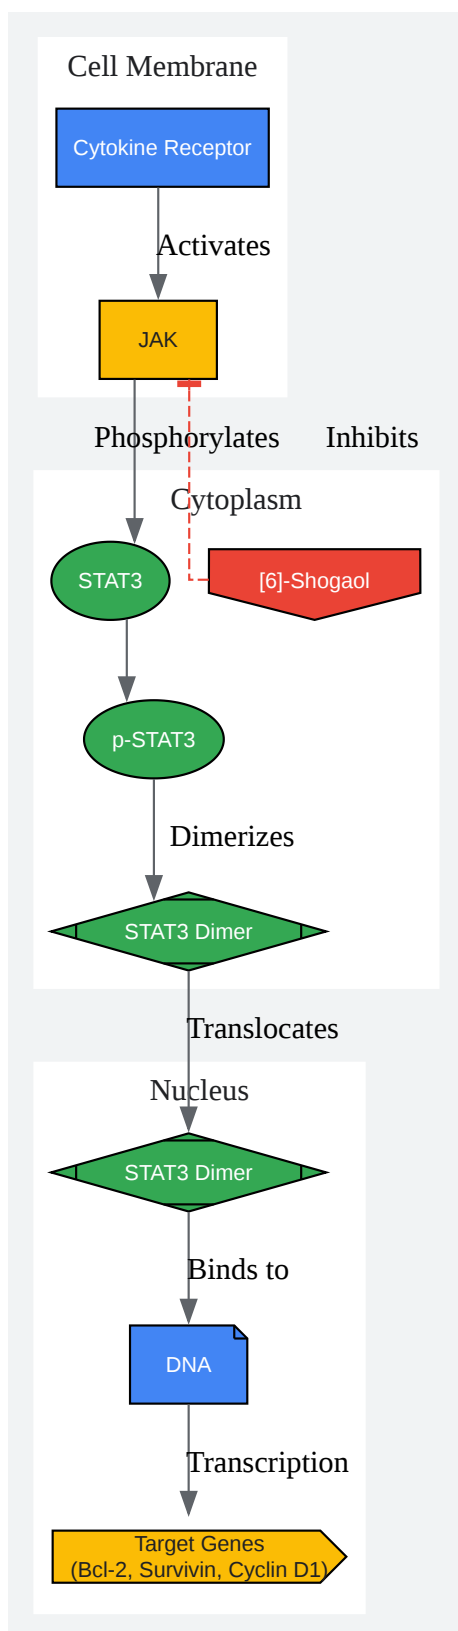 Cell Membrane
Cytokine Receptor
Activates
JAK
Phosphorylates
Inhibits
Cytoplasm
STAT3
[6]-Shogaol
p-STAT3
Dimerizes
STAT3 Dimer
Translocates
Nucleus
STAT3 Dimer
Binds to
DNA
Transcription
Target Genes
(Bcl-2, Survivin, Cyclin D1)